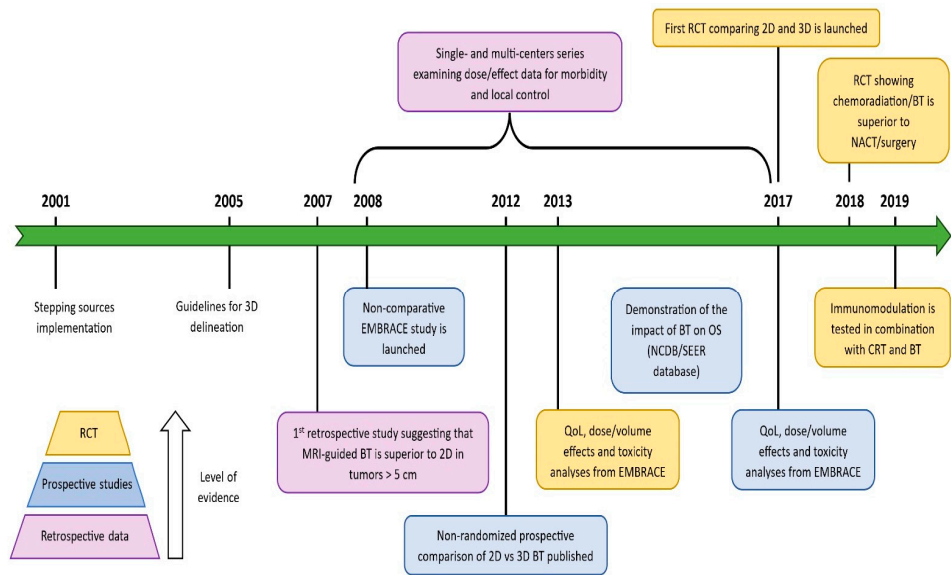 First RCT comparing 2D and 3D is launched
Single- and multi-centers series
examining dose/effect data for morbidity
and local control
RCT showing
chemoradiation/BT is
superior to
NACT/surgery
2001
2005
2007
2008
2012
2013
2017
2018
2019
Stepping sources
implementation
Guidelines for 3D
delineation
Non-comparative
EMBRACE study is
launched
Demonstration of the
impact of BT on OS
(NCDB/SEER
database)
Immunomodulation is
tested in combination
with CRT and BT
1st retrospective study suggesting that
MRI-guided BT is superior to 2D in
tumors > 5 cm
QoL, dose/volume
effects and toxicity
analyses from EMBRACE
QoL, dose/volume
effects and toxicity
analyses from EMBRACE
Non-randomized prospective
comparison of 2D vs 3D BT published
RCT
Prospective studies
Retrospective data
Level of
evidence